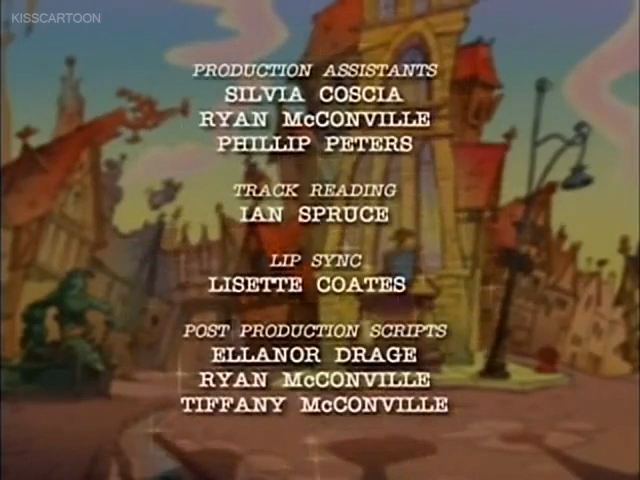 KISSCARTOON
PRODUCTION ASSISTANTS
SILVIA COSCIA
RYAN McCONVILLE
PHILLIP PETERS
TRACK READING
IAN SPRUCE
LIP SYNC
LISETTE COATES
POST PRODUCTION SCRIPTS
ELLANOR DRAGE
RYAN McCONVILLE
TIFFANY McCONVILLE